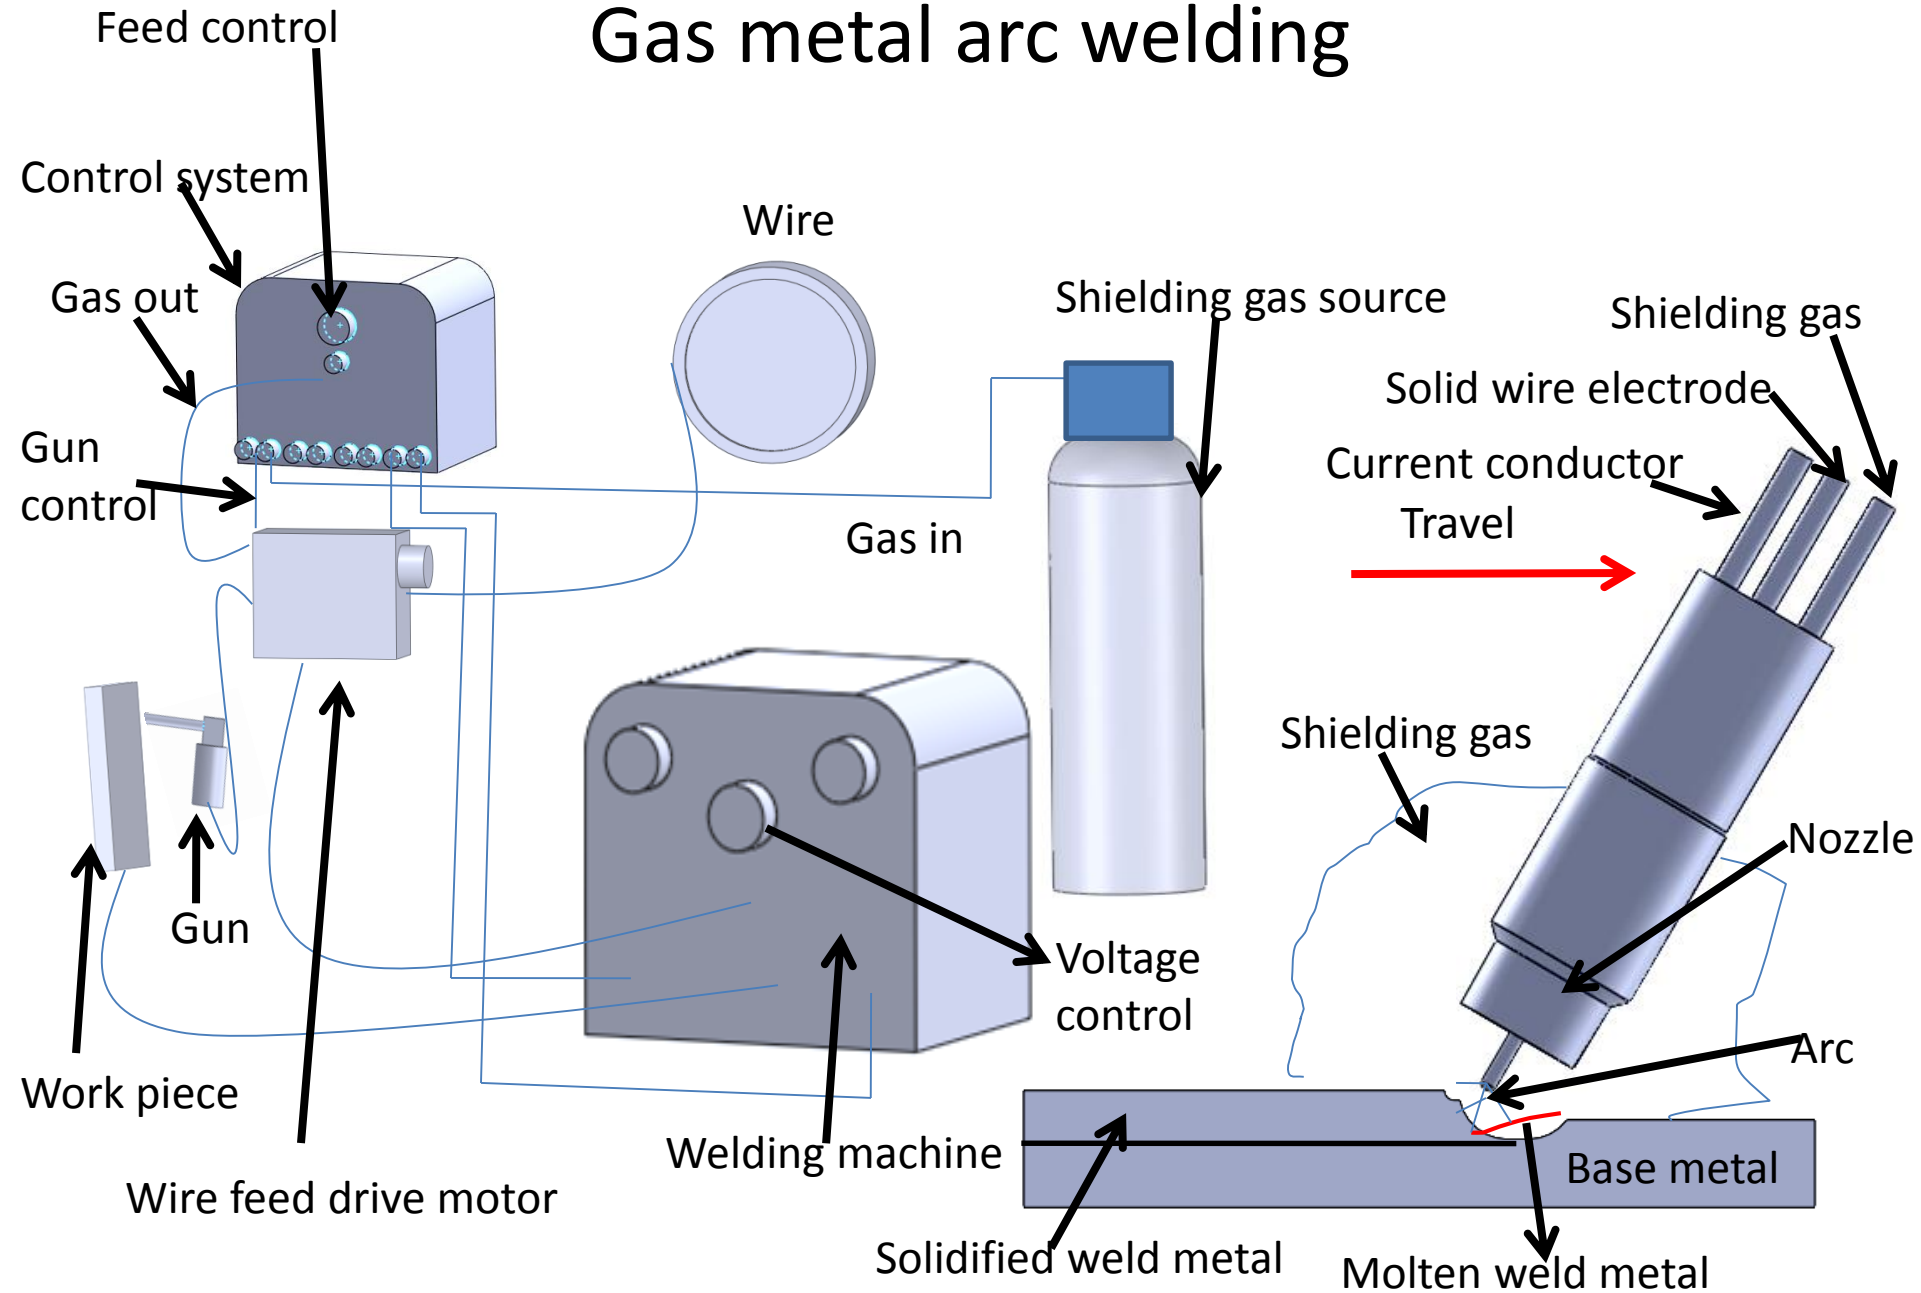 Gas metal arc welding
Feed control
Control system
Gas out
Gun
control
Wire
Shielding gas source
Gas in
Shielding gas
Solid wire electrode
Current conductor
Travel
Shielding gas
Nozzle
Arc
Gun
Work piece
Wire feed drive motor
Voltage
control
Welding machine
Base metal
Solidified weld metal
Molten weld metal